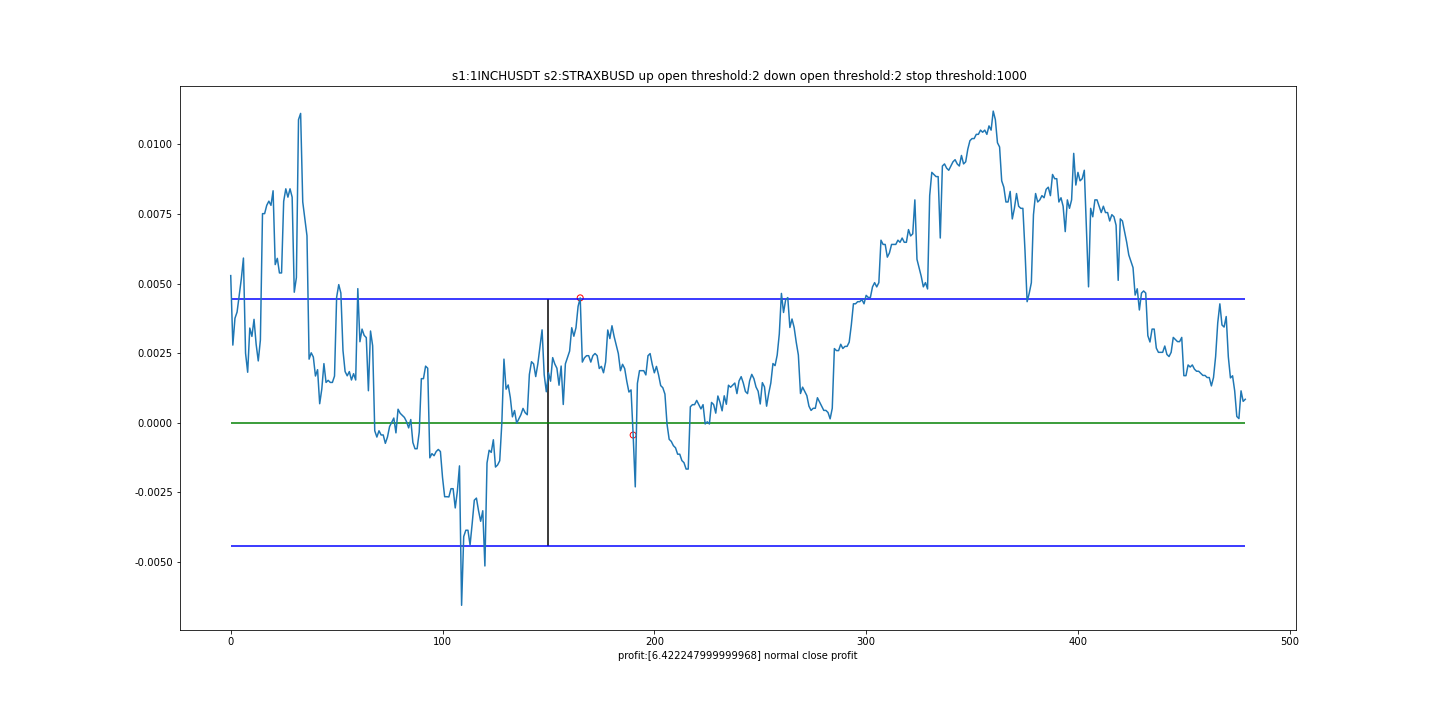 s1:1INCHUSDT s2:STRAXBUSD up open threshold:2 down open threshold:2 stop threshold:1000
0.0100
0.0075
0.0050
0.0025
0.0000
-0.0025
-0.0050
0 100 200 300 400 500
profit:[6.422247999999968] normal close profit